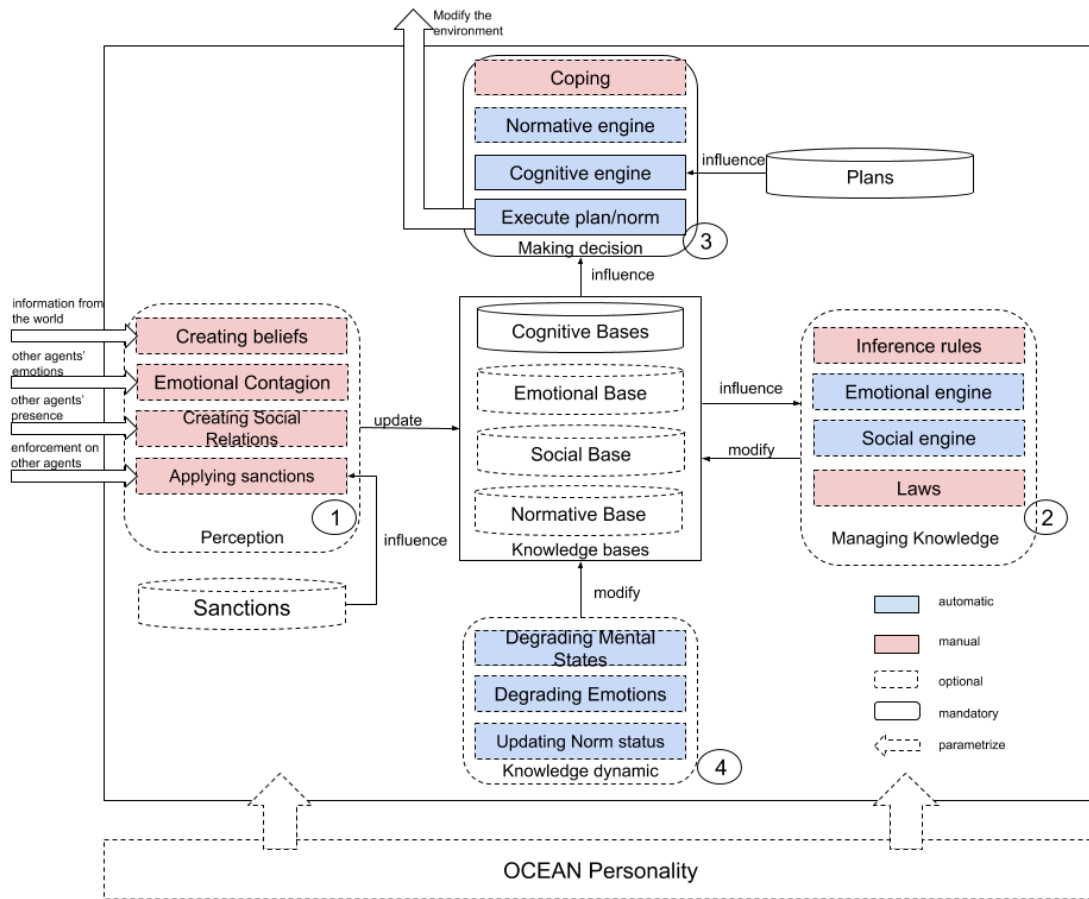 Modify the
environment
Coping
Normative engine
Cognitive engine
influence
Plans
Execute plan/norm
Making decision
3
influence
information from
the world
Creating beliefs
other agents'
emotions
Emotional Contagion
other agents'
presence
Creating Social
Relations
enforcement on
other agents
Applying sanctions
1
Perception
update
influence
Sanctions
Cognitive Bases
Emotional Base
Social Base
Normative Base
Knowledge bases
influence
modify
Inference rules
Emotional engine
Social engine
Laws
2
Managing Knowledge
modify
Degrading Mental
States
Degrading Emotions
Updating Norm status
Knowledge dynamic
4
automatic
manual
optional
mandatory
parametrize
OCEAN Personality